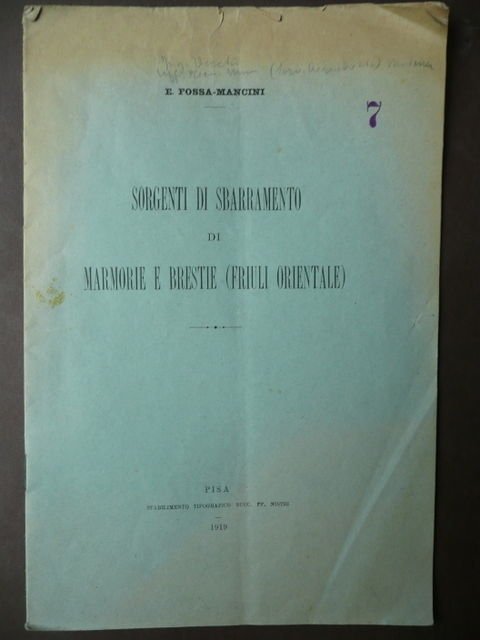 E. FOSSA-MANCINI
7
SORGENTI DI SBARRAMENTO
DI
MARMORIE E BRESTIE (FRIULI ORIENTALE)
PISA
STABILIMENTO TIPOGRAFICO SUCC. FF. NISTRI
1919